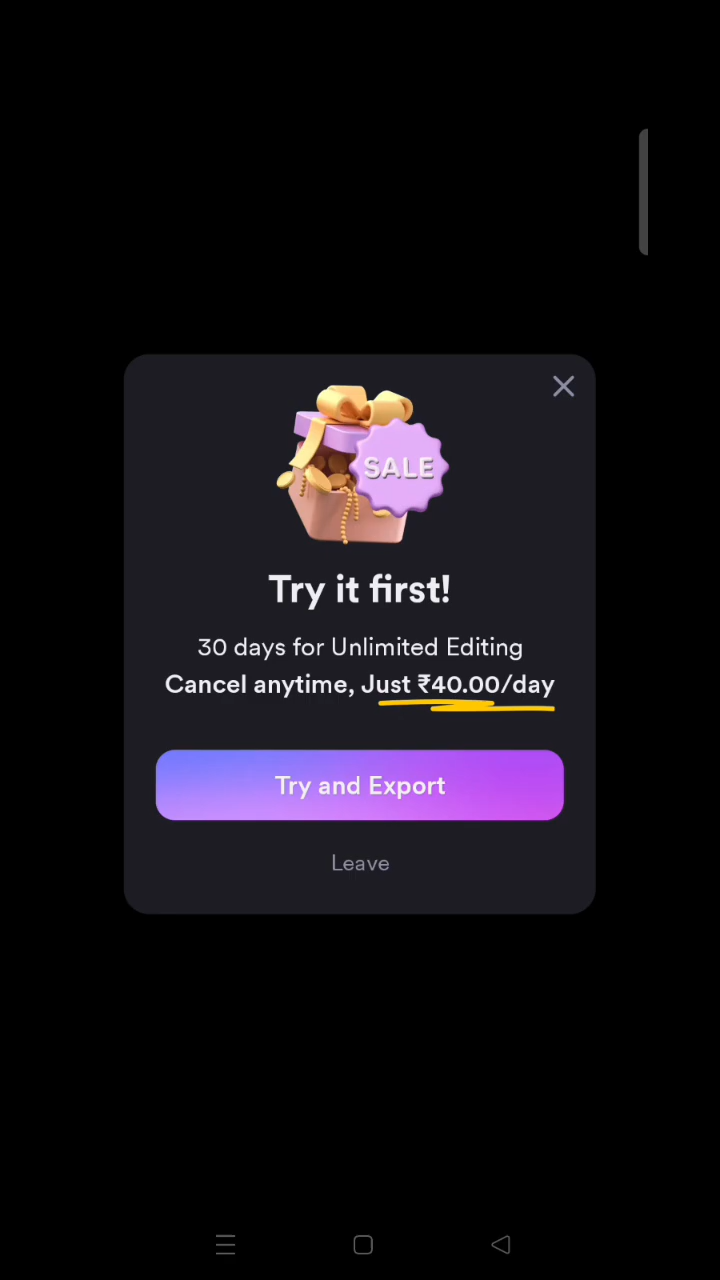 SALE
Try it first!
30 days for Unlimited Editing
Cancel anytime, Just ₹40.00/day
Try and Export
Leave